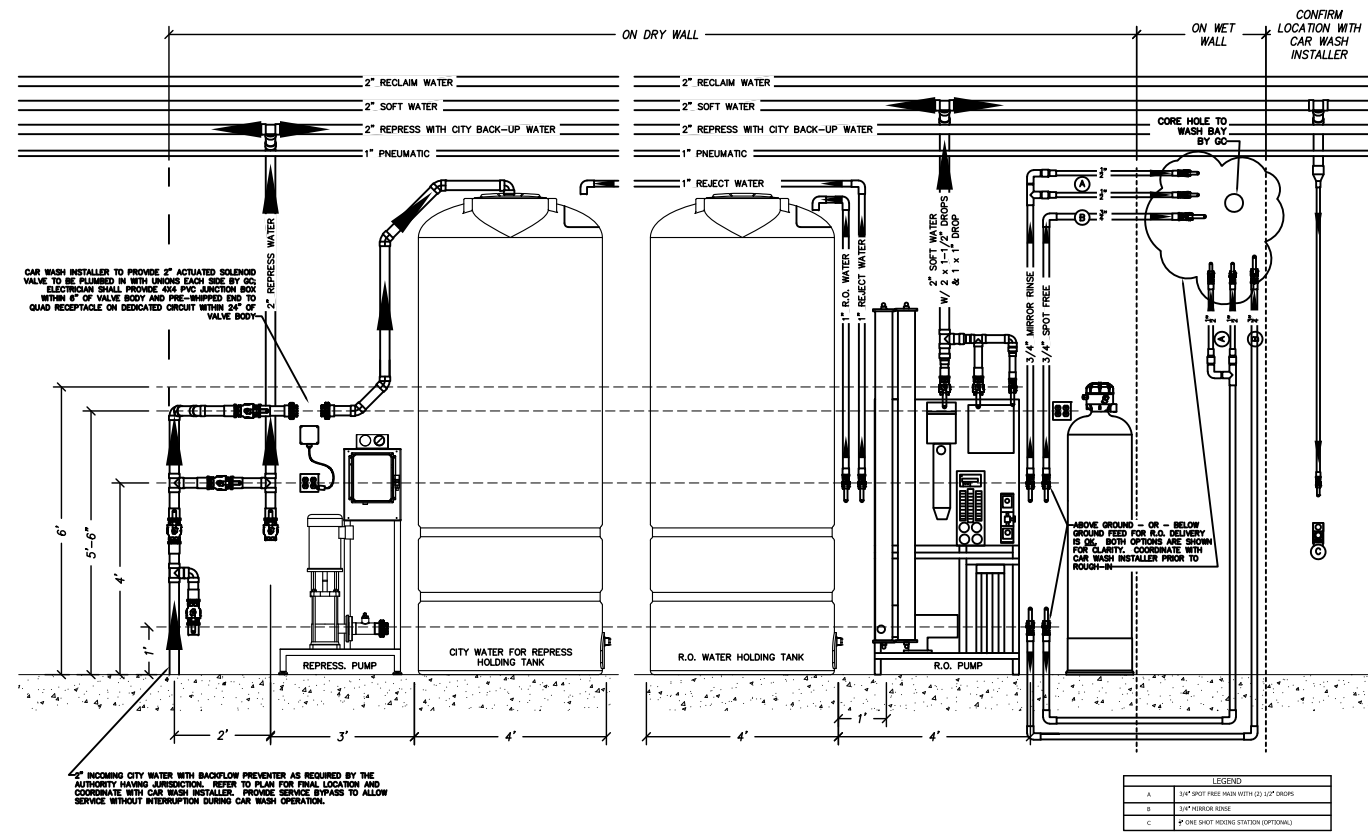 ON DRY WALL
ON WET
WALL
CONFIRM
LOCATION WITH
CAR WASH
INSTALLER
2" RECLAIM WATER
2" RECLAIM WATER
2" SOFT WATER
2" SOFT WATER
2" REPRESS WITH CITY BACK-UP WATER
2" REPRESS WITH CITY BACK-UP WATER
1" PNEUMATIC
1" PNEUMATIC
CORE HOLE TO
WASH BAY
BY GC
1" REJECT WATER
2" REPRESS WATER
1" R.O. WATER
1" REJECT WATER
2" SOFT WATER
W/ 2 x 1-1/2" DROPS
& 1 x 1" DROP
3/4" MIRROR RINSE
3/4" SPOT FREE
A
B
A
B
CAR WASH INSTALLER TO PROVIDE 2" ACTUATED SOLENOID
VALVE TO BE PLUMBED IN WITH UNIONS EACH SIDE BY GC;
ELECTRICIAN SHALL PROVIDE 4X4 PVC JUNCTION BOX
WITHIN 6" OF VALVE BODY AND PRE-WHIPPED END TO
QUAD RECEPTACLE ON DEDICATED CIRCUIT WITHIN 24" OF
VALVE BODY
6'
5'-6"
4'
1'
ABOVE GROUND - OR - BELOW
GROUND FEED FOR R.O. DELIVERY
IS OK. BOTH OPTIONS ARE SHOWN
FOR CLARITY. COORDINATE WITH
CAR WASH INSTALLER PRIOR TO
ROUGH-IN
C
REPRESS. PUMP
CITY WATER FOR REPRESS
HOLDING TANK
R.O. WATER HOLDING TANK
R.O. PUMP
2'
3'
4'
4'
1'
4'
2" INCOMING CITY WATER WITH BACKFLOW PREVENTER AS REQUIRED BY THE
AUTHORITY HAVING JURISDICTION. REFER TO PLAN FOR FINAL LOCATION AND
COORDINATE WITH CAR WASH INSTALLER. PROVIDE SERVICE BYPASS TO ALLOW
SERVICE WITHOUT INTERRUPTION DURING CAR WASH OPERATION.
LEGEND
A 3/4" SPOT FREE MAIN WITH (2) 1/2" DROPS
B 3/4" MIRROR RINSE
C ONE SHOT MIXING STATION (OPTIONAL)